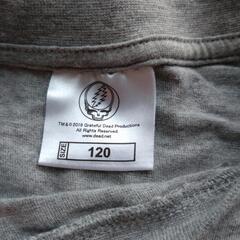 TM & © 2019 Grateful Dead Productions
All Rights Reserved.
www.dead.net
SIZE 120